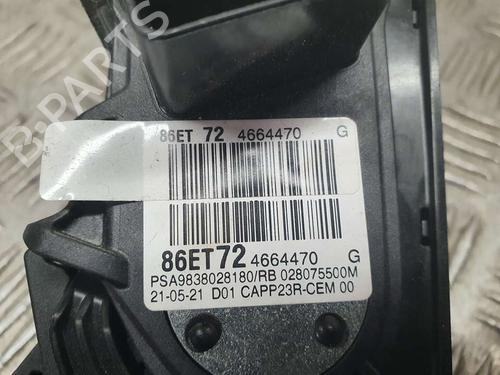 86ET 72 4664470 G
86ET72 4664470 G
PSA9838028180/RB 028075500M
21-05-21 D01 CAPP23R-CEM 00
B-PARTS